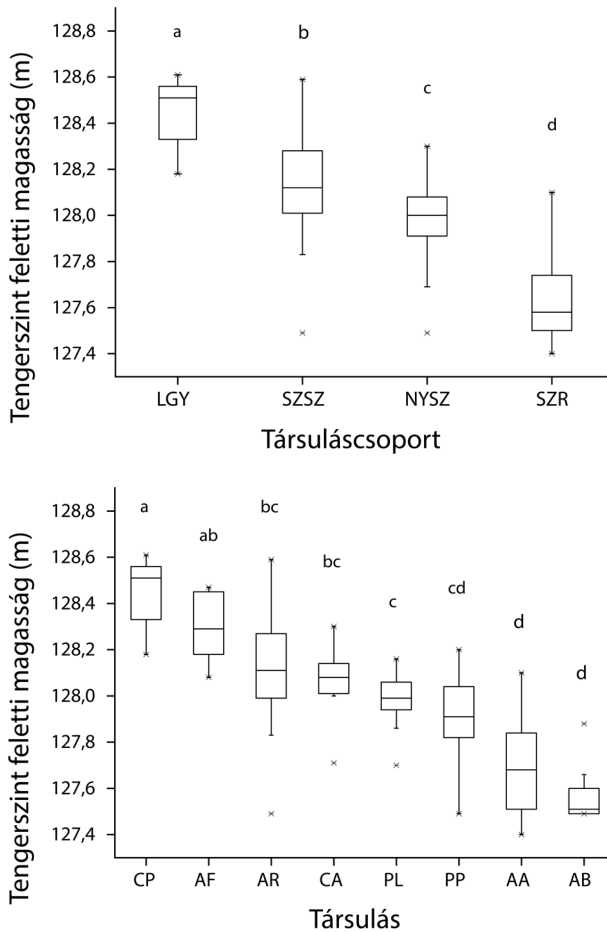 Tengerszint feletti magasság (m)
128,8
128,6
128,4
128,2
128,0
127,8
127,6
127,4
a
b
c
d
LGY SZSZ NYSZ SZR
Társuláscsoport
Tengerszint feletti magasság (m)
128,8
128,6
128,4
128,2
128,0
127,8
127,6
127,4
a
ab
bc
bc
c
cd
d
d
CP AF AR CA PL PP AA AB
Társulás